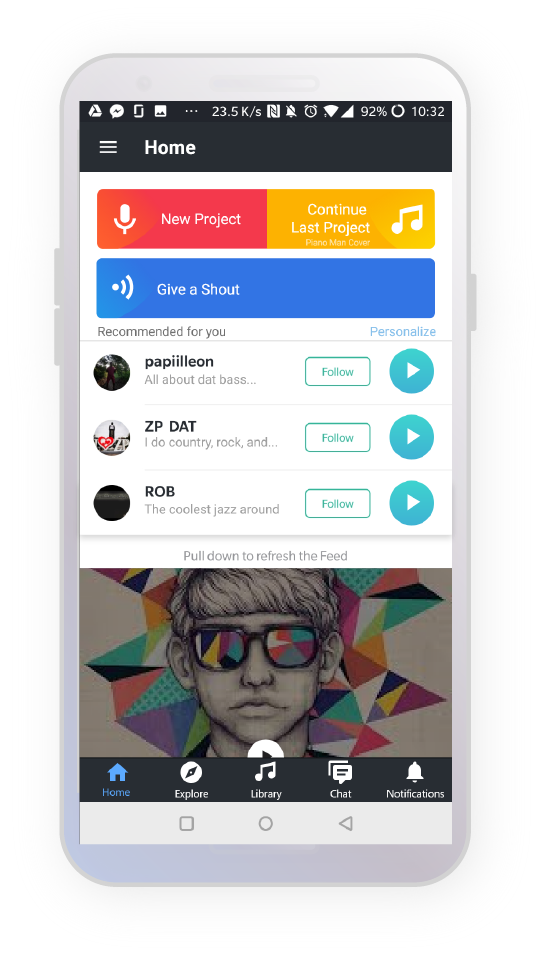 23.5 K/s 92% 10:32
Home
New Project
Continue
Last Project
Piano Man Cover
Give a Shout
Recommended for you Personalize
papiilleon
All about dat bass...
Follow
ZP DAT
I do country, rock, and...
Follow
ROB
The coolest jazz around
Follow
Pull down to refresh the Feed
Home Explore Library Chat Notifications